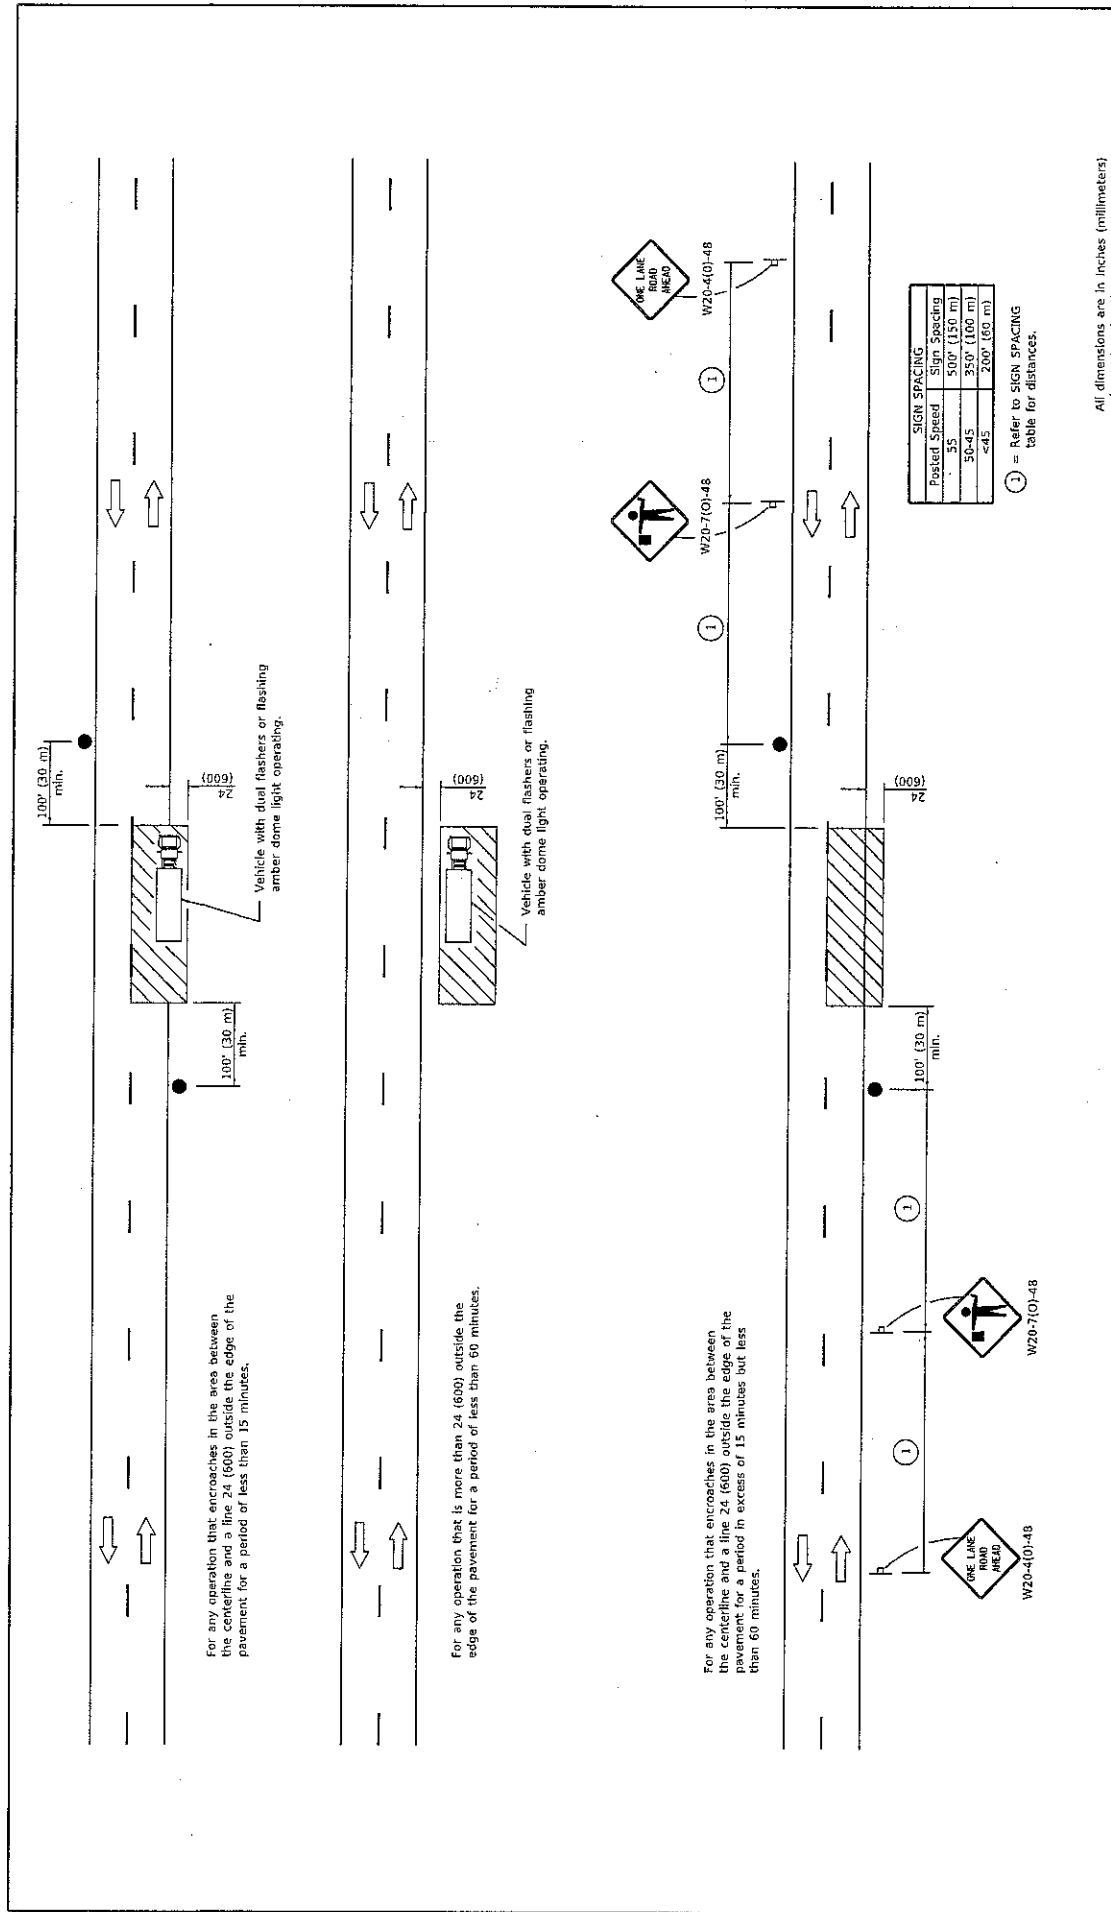 100' (30 m)
min.
24
(600)
Vehicle with dual flashers or flashing
amber dome light operating.
100' (30 m)
min.
For any operation that encroaches in the area between
the centerline and a line 24 (600) outside the edge of the
pavement for a period of less than 15 minutes.
24
(600)
Vehicle with dual flashers or flashing
amber dome light operating.
For any operation that is more than 24 (600) outside the
edge of the pavement for a period of less than 60 minutes.
ONE LANE
ROAD
AHEAD
W20-4(O)-48
W20-7(O)-48
1
1
100' (30 m)
min.
24
(600)
For any operation that encroaches in the area between
the centerline and a line 24 (600) outside the edge of the
pavement for a period in excess of 15 minutes but less
than 60 minutes.
100' (30 m)
min.
1
1
W20-7(O)-48
ONE LANE
ROAD
AHEAD
W20-4(O)-48
SIGN SPACING
Posted Speed Sign Spacing
55 500' (150 m)
50-45 350' (100 m)
<45 200' (60 m)
1 = Refer to SIGN SPACING
table for distances.
All dimensions are in inches (millimeters)